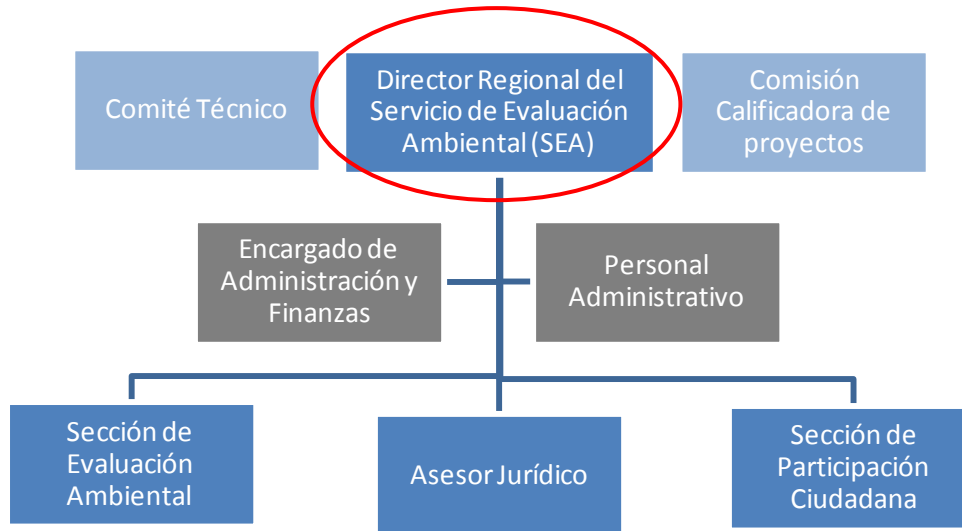 Comité Técnico
Director Regional del
Servicio de Evaluación
Ambiental (SEA)
Comisión
Calificadora de
proyectos
Encargado de
Administración y
Finanzas
Personal
Administrativo
Sección de
Evaluación
Ambiental
Asesor Jurídico
Sección de
Participación
Ciudadana